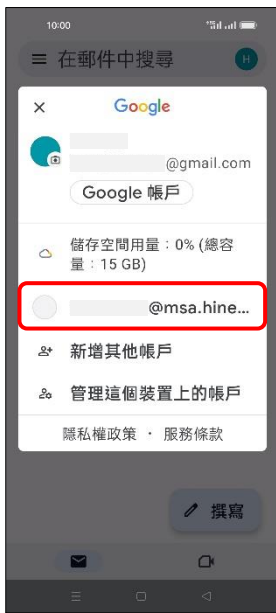 10:00
在郵件中搜尋
H
Google
@gmail.com
Google 帳戶
儲存空間用量：0% (總容
量：15 GB)
@msa.hine...
新增其他帳戶
管理這個裝置上的帳戶
隱私權政策 · 服務條款
撰寫